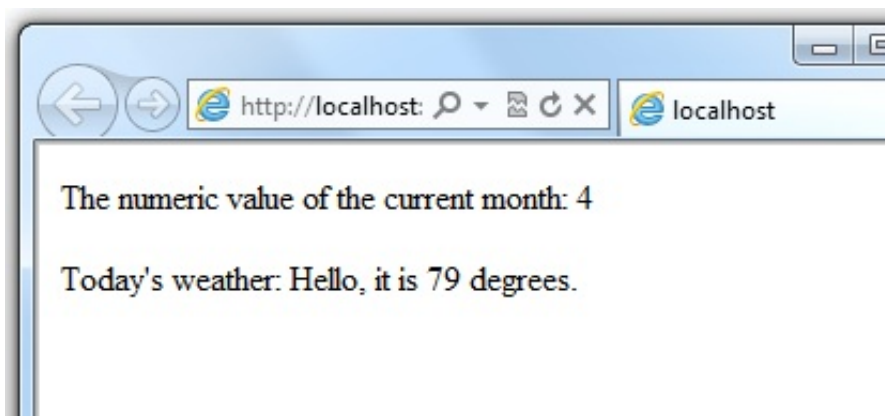 http://localhost:
localhost
The numeric value of the current month: 4
Today's weather: Hello, it is 79 degrees.